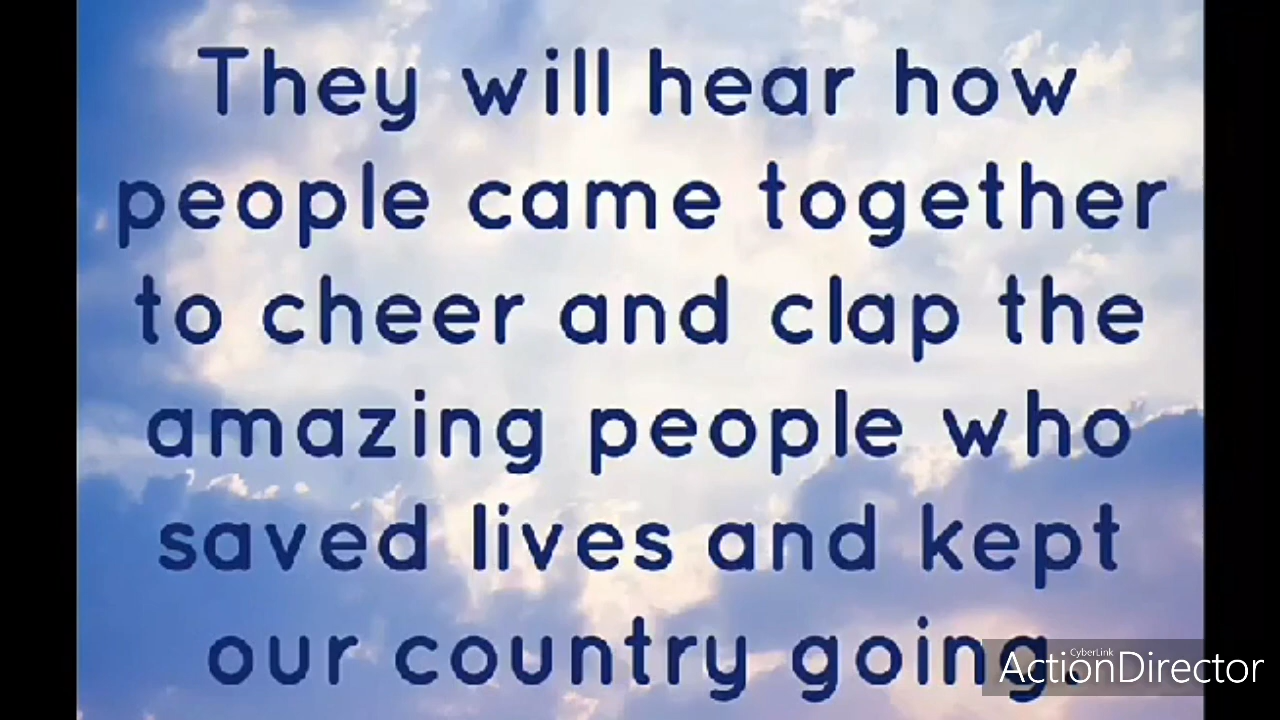 They will hear how
people came together
to cheer and clap the
amazing people who
saved lives and kept
our country going.
CyberLink
ActionDirector